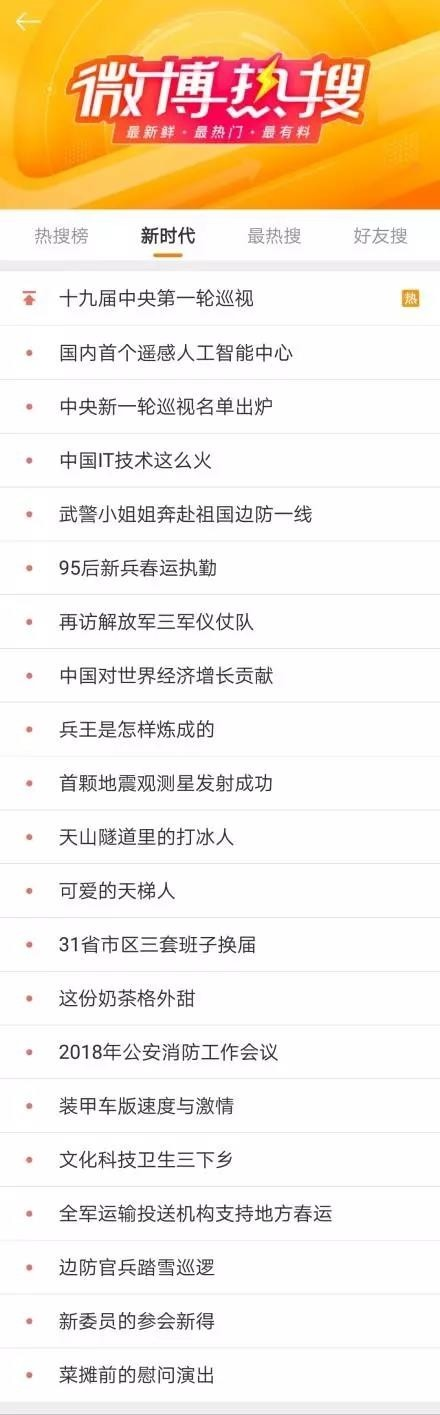 微博热搜
最新鲜·最热门·最有料
热搜榜 新时代 最热搜 好友搜
十九届中央第一轮巡视 热
国内首个遥感人工智能中心
中央新一轮巡视名单出炉
中国IT技术这么火
武警小姐姐奔赴祖国边防一线
95后新兵春运执勤
再访解放军三军仪仗队
中国对世界经济增长贡献
兵王是怎样炼成的
首颗地震观测星发射成功
天山隧道里的打冰人
可爱的天梯人
31省市区三套班子换届
这份奶茶格外甜
2018年公安消防工作会议
装甲车版速度与激情
文化科技卫生三下乡
全军运输投送机构支持地方春运
边防官兵踏雪巡逻
新委员的参会新得
菜摊前的慰问演出